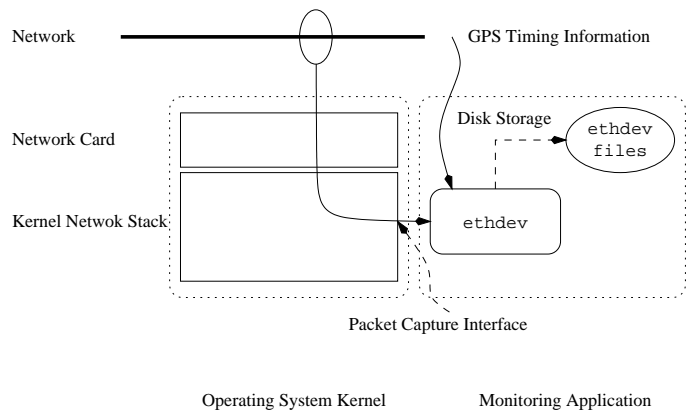 Network
GPS Timing Information
Disk Storage
ethdev
files
Network Card
Kernel Netwok Stack
ethdev
Packet Capture Interface
Operating System Kernel
Monitoring Application